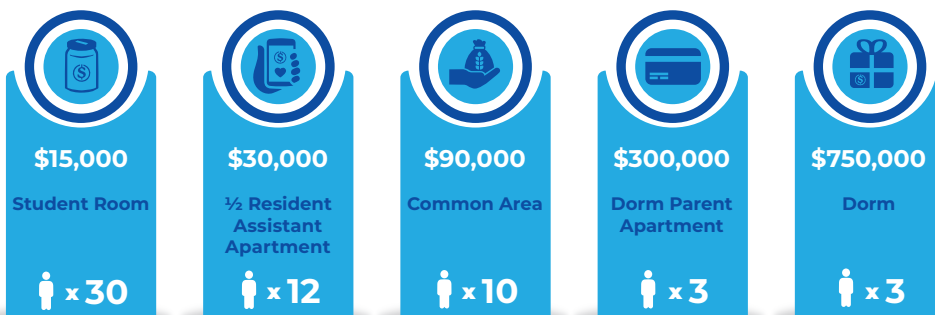 $15,000
Student Room
x 30
$30,000
½ Resident
Assistant
Apartment
x 12
$90,000
Common Area
x 10
$300,000
Dorm Parent
Apartment
x 3
$750,000
Dorm
x 3